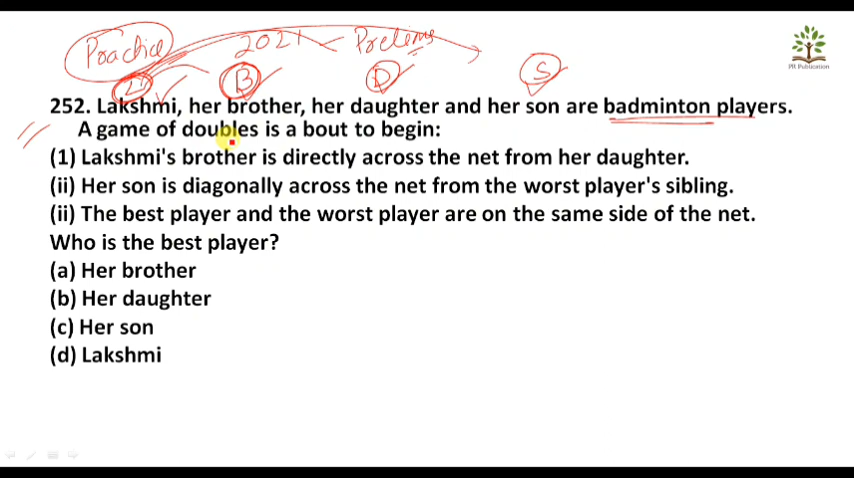 Practice 2021 Prelims
L B D S
PR Publication
252. Lakshmi, her brother, her daughter and her son are badminton players.
A game of doubles is a bout to begin:
(1) Lakshmi's brother is directly across the net from her daughter.
(ii) Her son is diagonally across the net from the worst player's sibling.
(ii) The best player and the worst player are on the same side of the net.
Who is the best player?
(a) Her brother
(b) Her daughter
(c) Her son
(d) Lakshmi